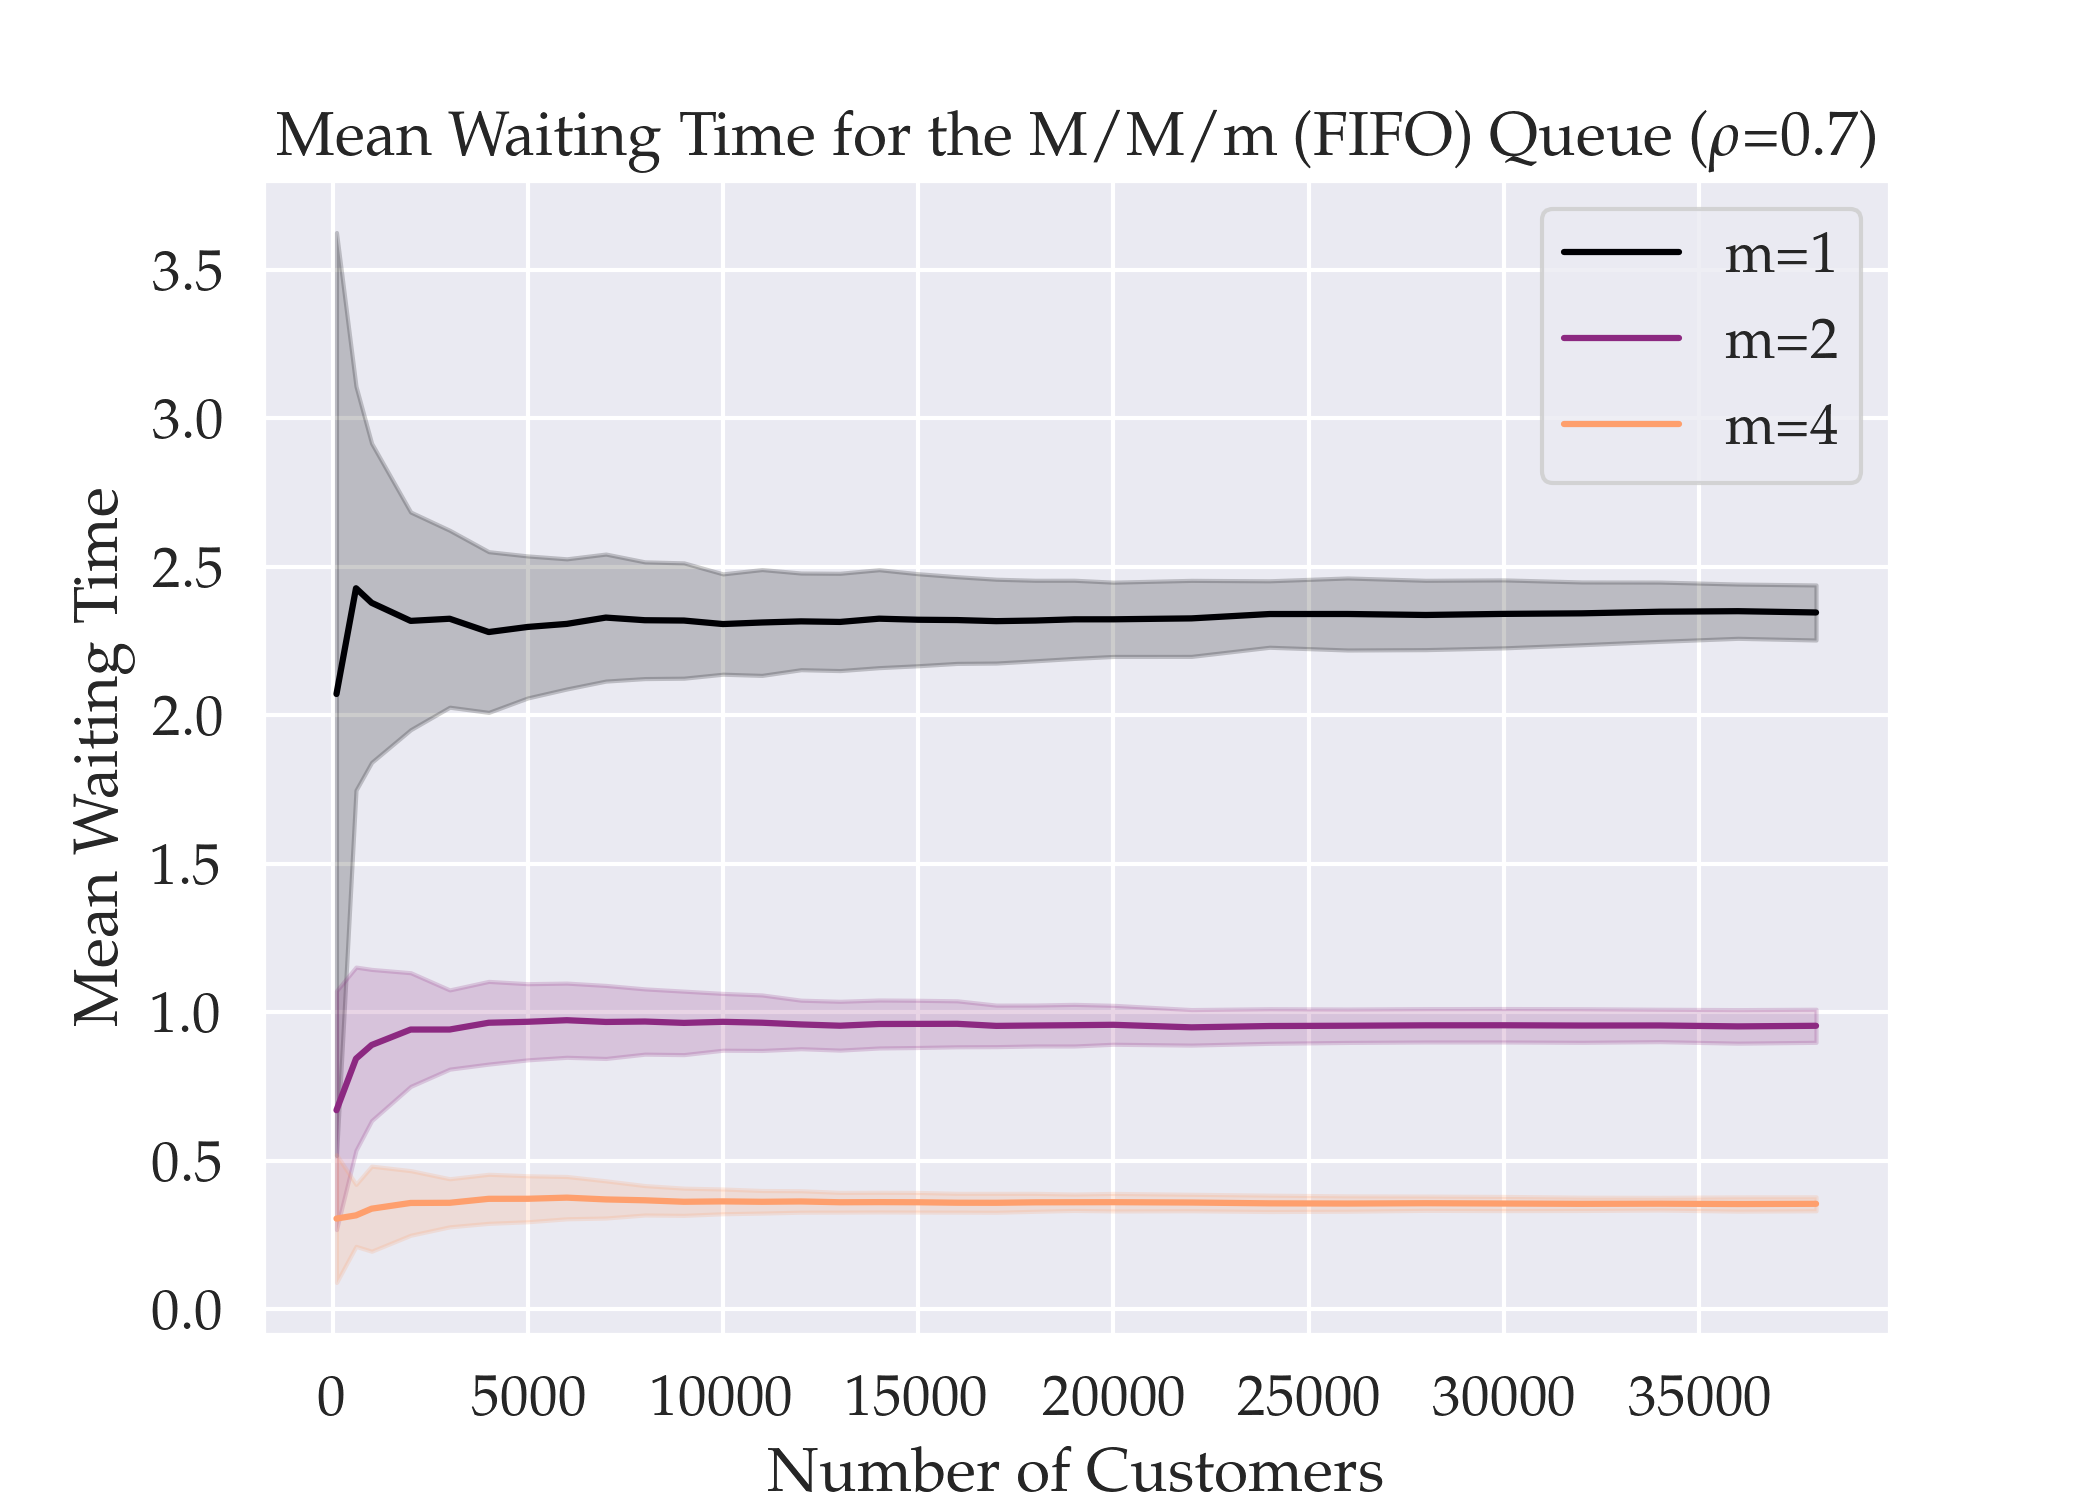 Mean Waiting Time for the M/M/m (FIFO) Queue (ρ=0.7)
m=1
m=2
m=4
Mean Waiting Time
3.5
3.0
2.5
2.0
1.5
1.0
0.5
0.0
0 5000 10000 15000 20000 25000 30000 35000
Number of Customers